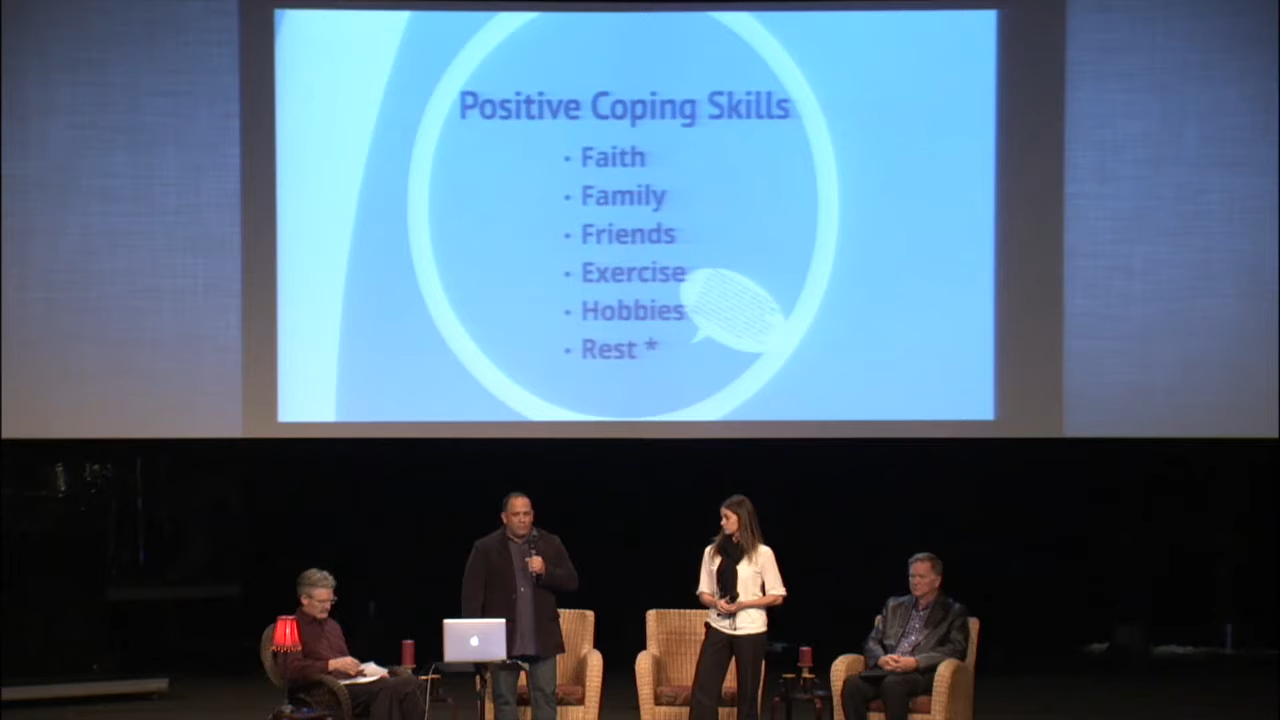 Positive Coping Skills
· Faith
· Family
· Friends
· Exercise
· Hobbies
· Rest *